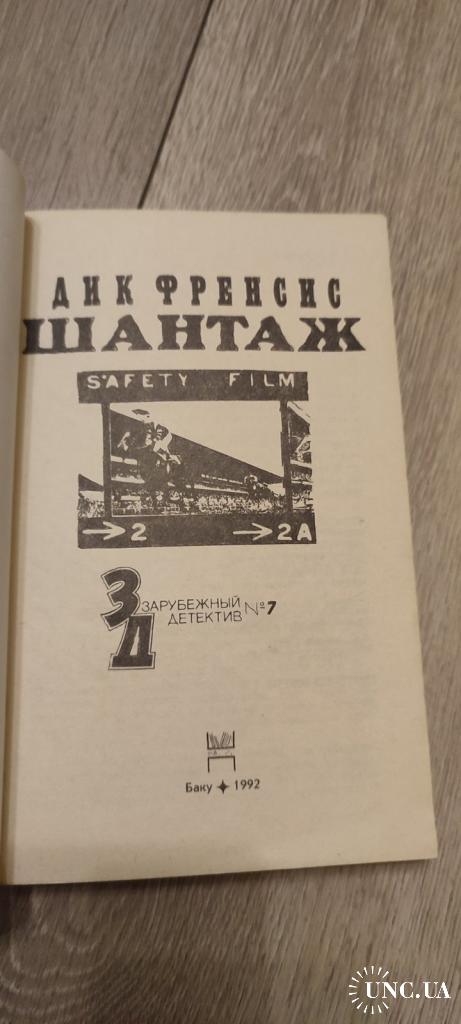 ДИК ФРЕНСИС
ШАНТАЖ
SAFETY FILM
→2 →2A
ЗД
ЗАРУБЕЖНЫЙ
ДЕТЕКТИВ №7
Баку ✦ 1992
UNC.UA